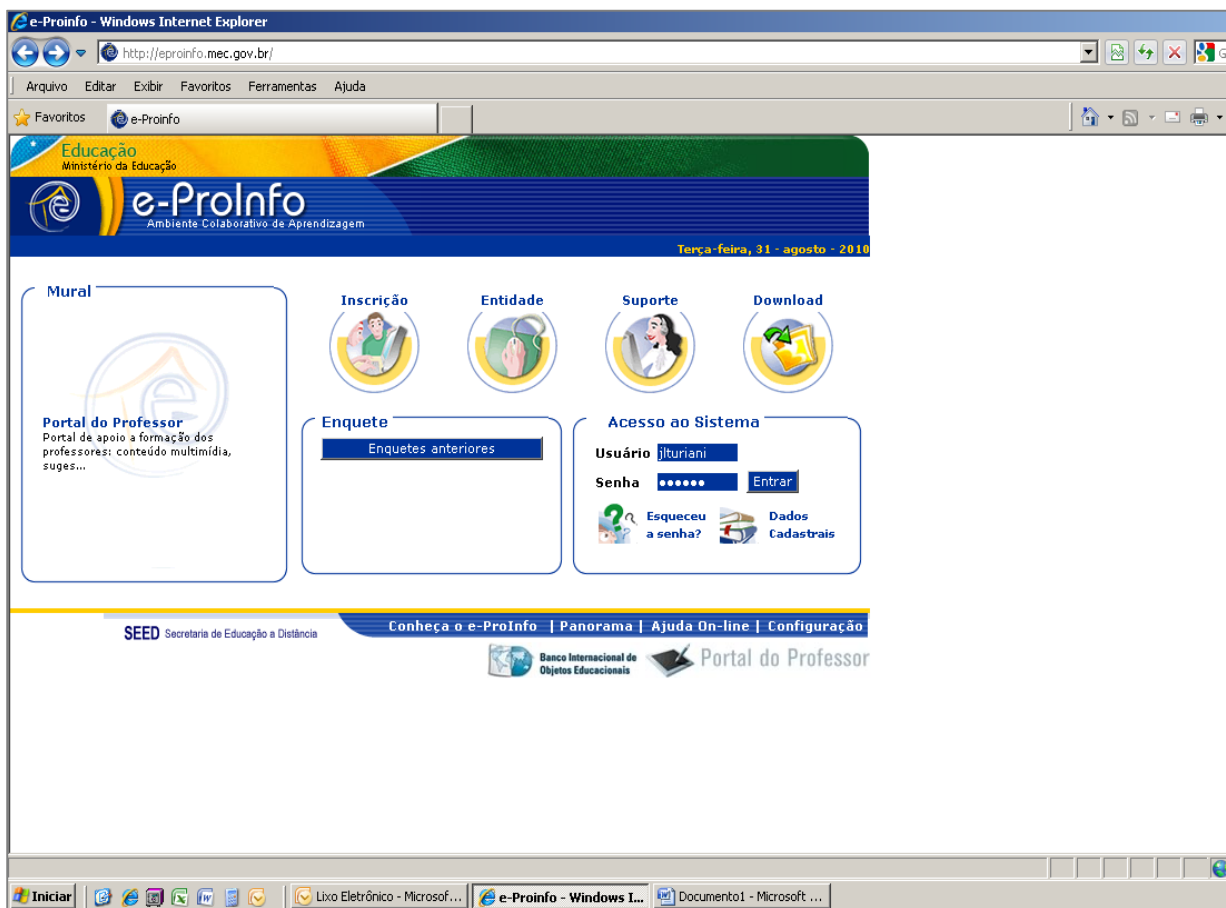 e-Proinfo - Windows Internet Explorer
http://eproinfo.mec.gov.br/
G
Arquivo Editar Exibir Favoritos Ferramentas Ajuda
Favoritos e-Proinfo
Educação
Ministério da Educação
e-ProInfo
Ambiente Colaborativo de Aprendizagem
Terça-feira, 31 - agosto - 2010
Mural
Portal do Professor
Portal de apoio a formação dos
professores: conteúdo multimídia,
suges...
Inscrição Entidade Suporte Download
Enquete
Enquetes anteriores
Acesso ao Sistema
Usuário jlturiani
Senha ●●●●●● Entrar
Esqueceu
a senha?
Dados
Cadastrais
SEED Secretaria de Educação a Distância
Conheça o e-ProInfo | Panorama | Ajuda On-line | Configuração
Banco Internacional de
Objetos Educacionais
Portal do Professor
Iniciar Lixo Eletrônico - Microsof... e-Proinfo - Windows I... Documento1 - Microsoft ...